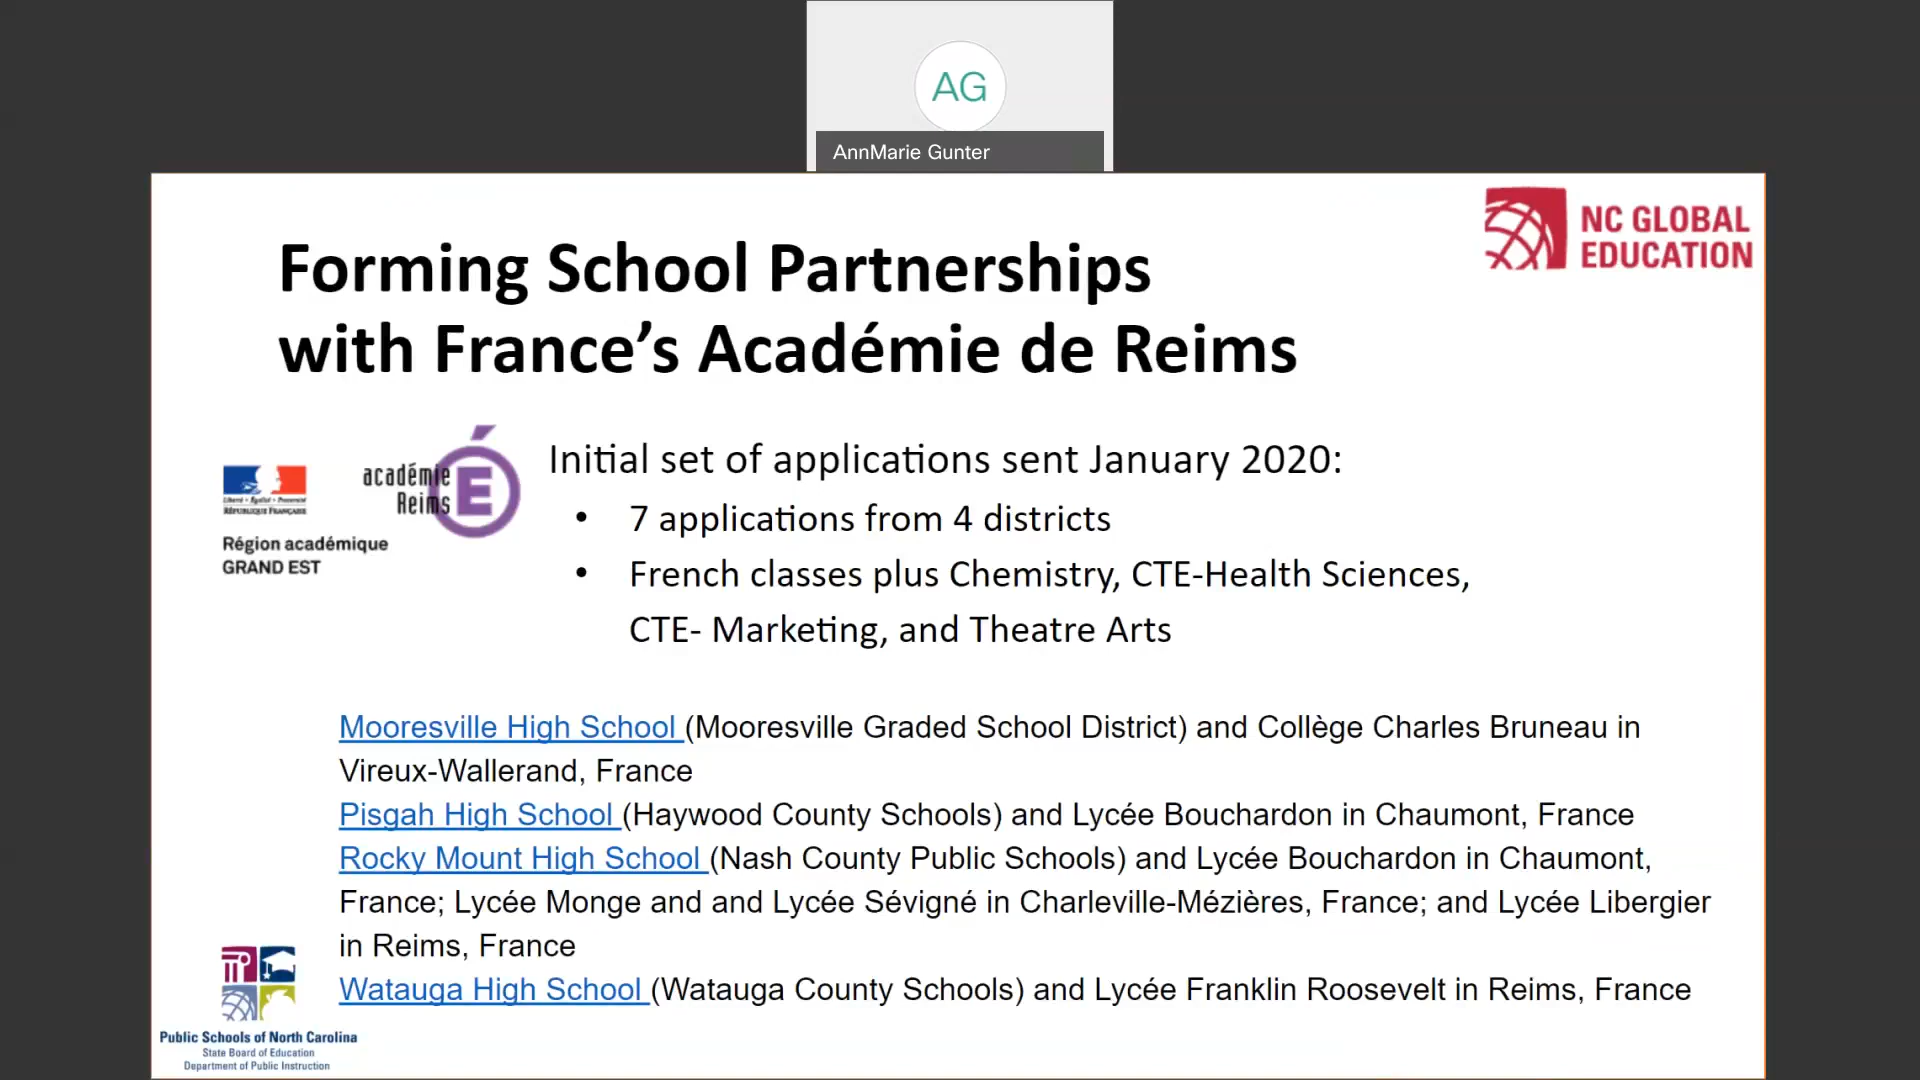 AG
AnnMarie Gunter
NC GLOBAL
EDUCATION
Forming School Partnerships
with France’s Académie de Reims
Liberté • Égalité • Fraternité
RÉPUBLIQUE FRANÇAISE
académie
Reims
É
Région académique
GRAND EST
Initial set of applications sent January 2020:
• 7 applications from 4 districts
• French classes plus Chemistry, CTE-Health Sciences,
CTE- Marketing, and Theatre Arts
Mooresville High School (Mooresville Graded School District) and Collège Charles Bruneau in
Vireux-Wallerand, France
Pisgah High School (Haywood County Schools) and Lycée Bouchardon in Chaumont, France
Rocky Mount High School (Nash County Public Schools) and Lycée Bouchardon in Chaumont,
France; Lycée Monge and and Lycée Sévigné in Charleville-Mézières, France; and Lycée Libergier
in Reims, France
Watauga High School (Watauga County Schools) and Lycée Franklin Roosevelt in Reims, France
Public Schools of North Carolina
State Board of Education
Department of Public Instruction